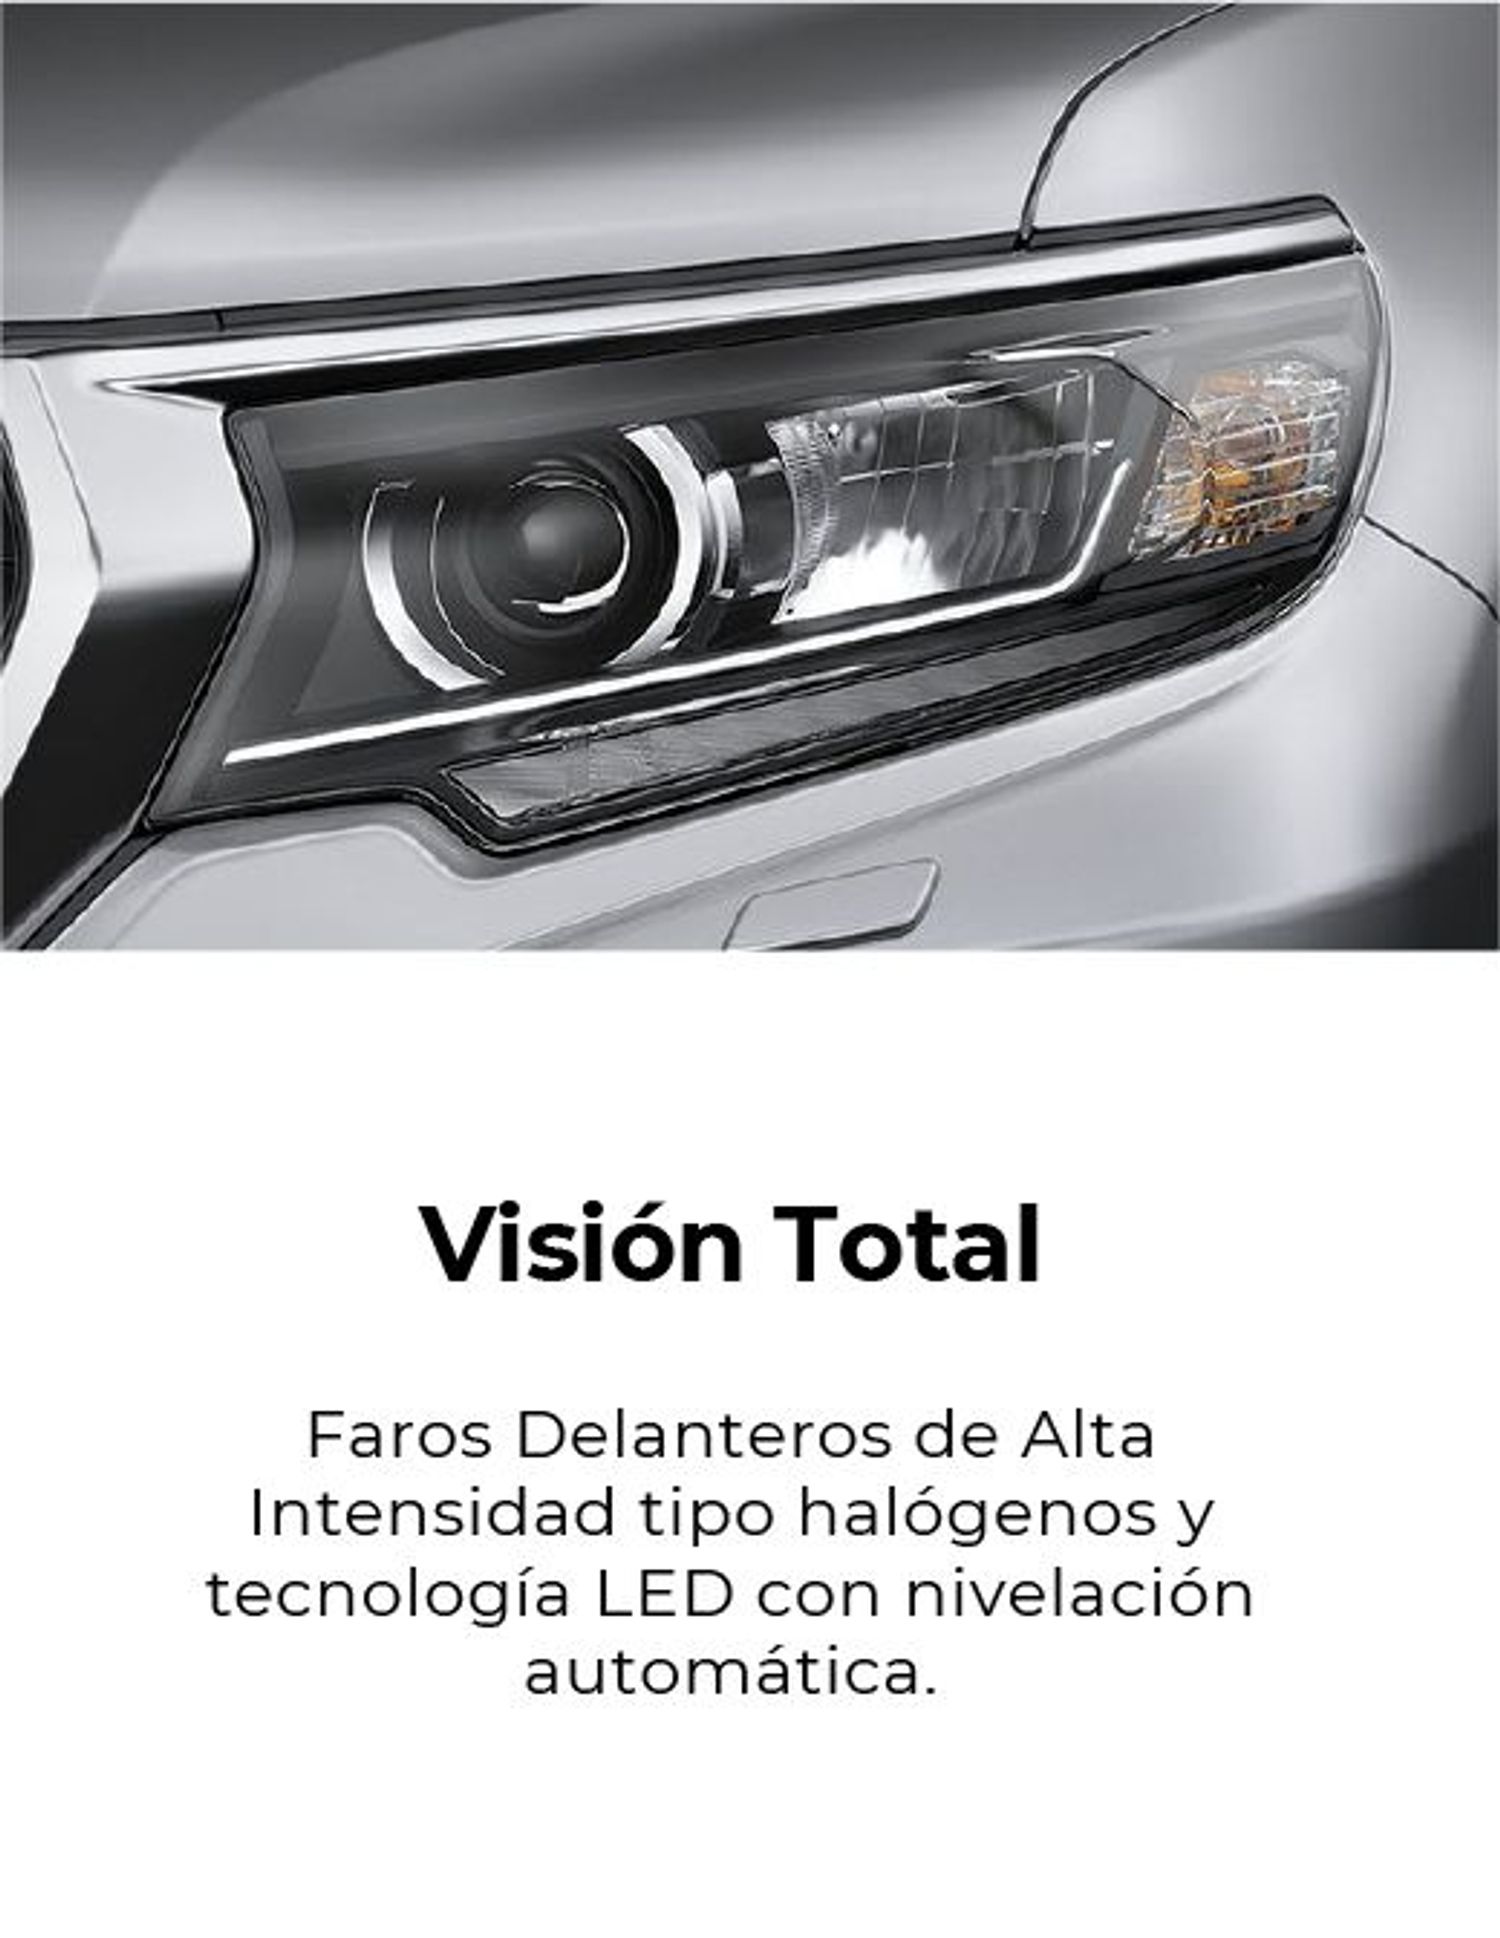 Visión Total
Faros Delanteros de Alta
Intensidad tipo halógenos y
tecnología LED con nivelación
automática.